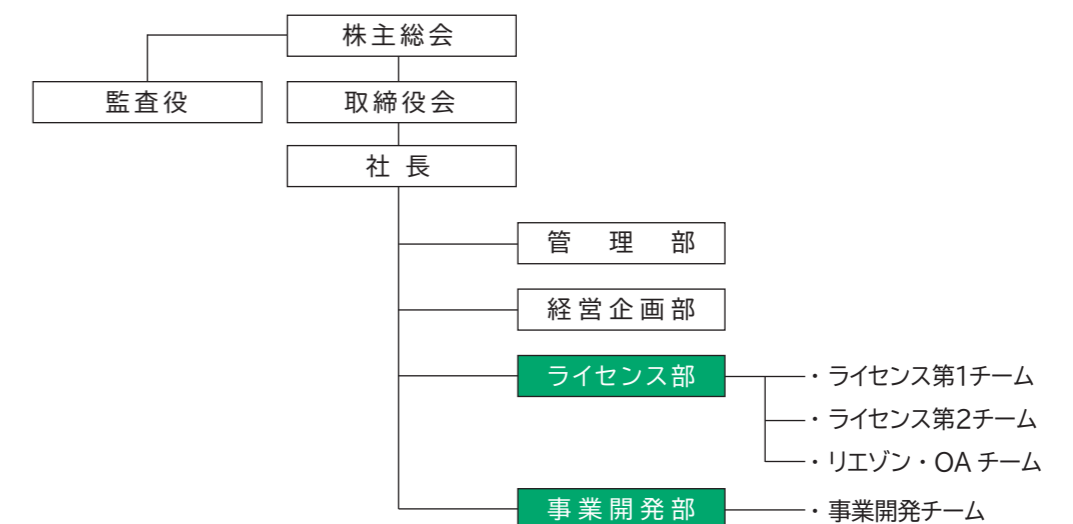 株主総会
監査役
取締役会
社 長
管 理 部
経営企画部
ライセンス部
・ライセンス第1チーム
・ライセンス第2チーム
・リエゾン・OA チーム
事業開発部
・事業開発チーム